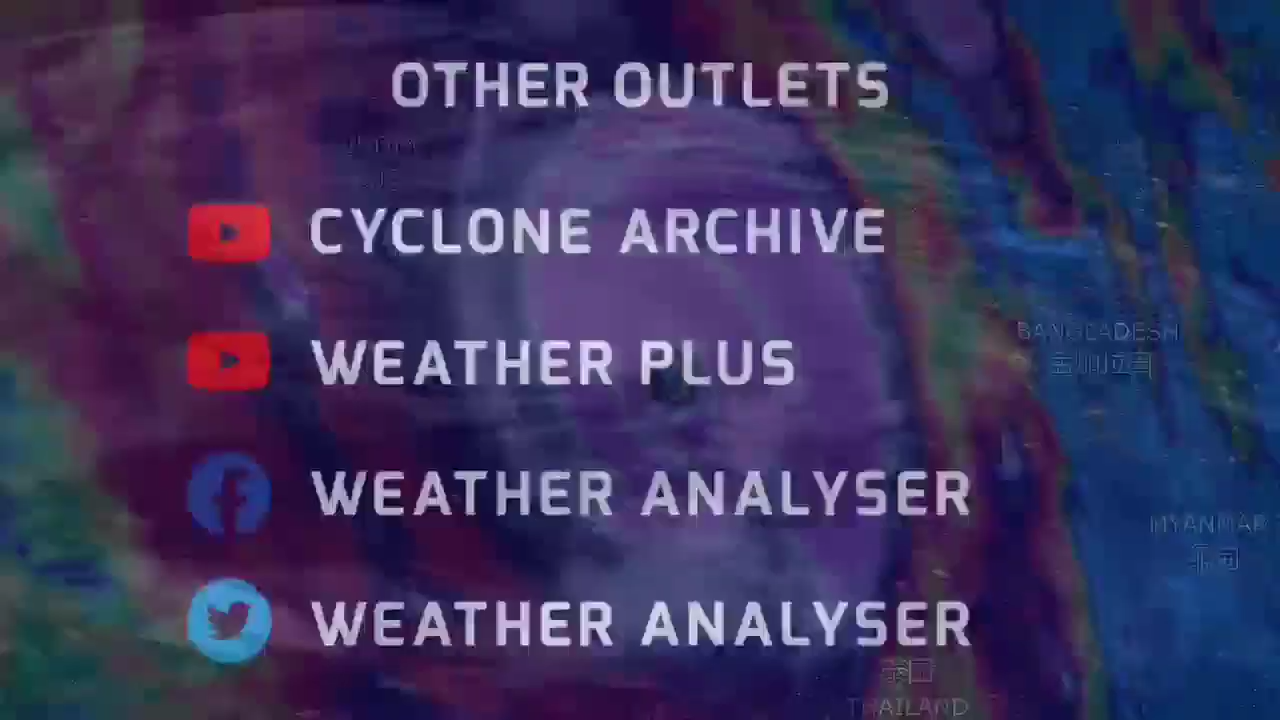 OTHER OUTLETS
CYCLONE ARCHIVE
WEATHER PLUS
BANGLADESH
WEATHER ANALYSER
MYANMAR
WEATHER ANALYSER
THAILAND